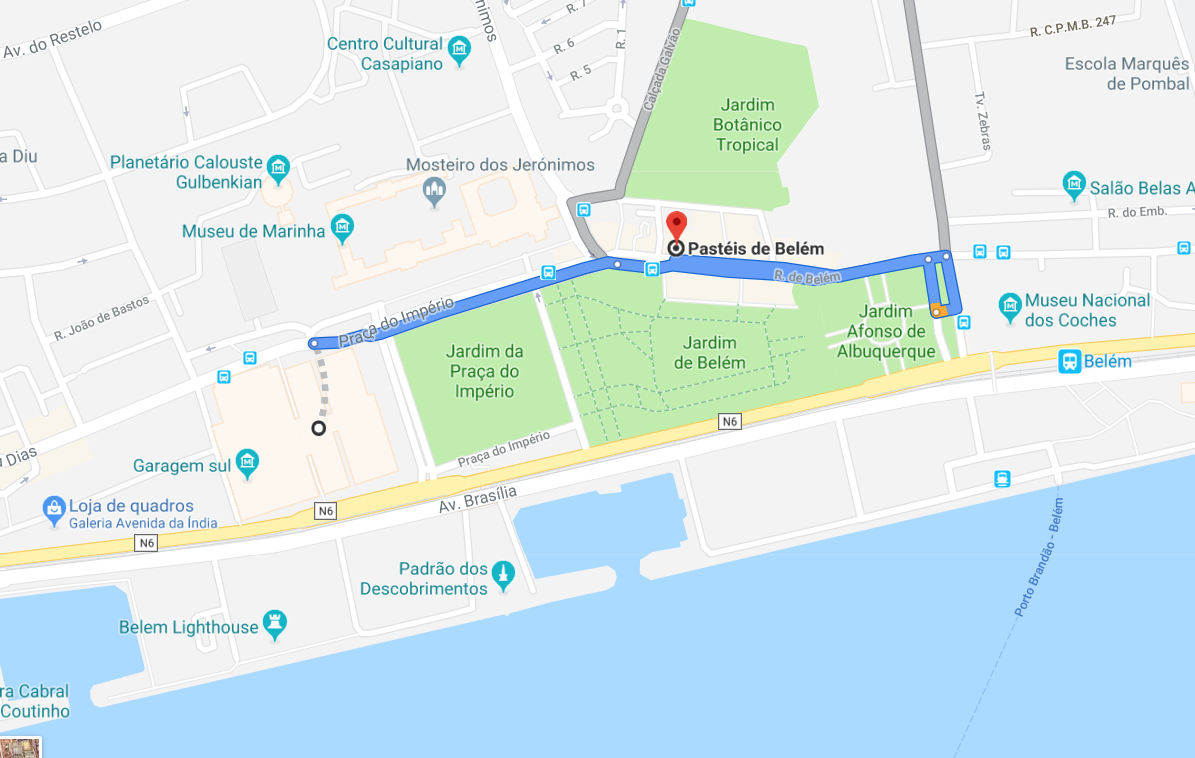 Av. do Restelo
Centro Cultural
Casapiano
R. 7
R. 6
R. 5
R. 1
Calçada Galvão
R. C.P.M.B. 247
Escola Marquês
de Pombal
Tv. Zebras
Jardim
Botânico
Tropical
a Diu
Planetário Calouste
Gulbenkian
Mosteiro dos Jerónimos
Museu de Marinha
Salão Belas A
R. do Emb.
Pastéis de Belém
R. de Belém
R. João de Bastos
Praça do Império
Museu Nacional
dos Coches
Jardim
Afonso de
Albuquerque
Jardim da
Praça do
Império
Jardim
de Belém
Belém
N6
Praça do Império
Dias
Garagem sul
Av. Brasília
Loja de quadros
Galeria Avenida da Índia
N6
N6
Porto Brandão - Belém
Padrão dos
Descobrimentos
Belem Lighthouse
ra Cabral
Coutinho